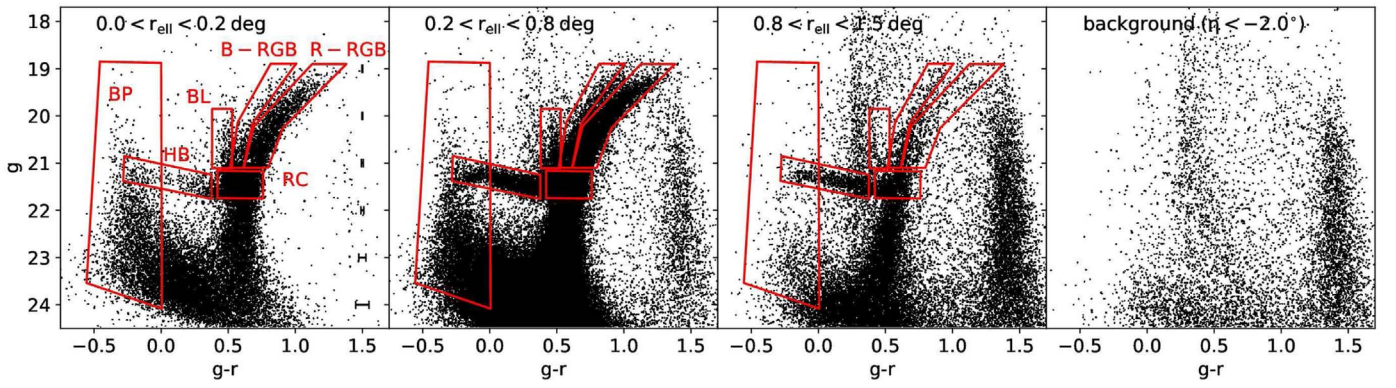 0.0 < r_ell < 0.2 deg
0.2 < r_ell < 0.8 deg
0.8 < r_ell < 1.5 deg
background (η < −2.0°)
B − RGB R − RGB
BP
BL
HB
RC
g
18
19
20
21
22
23
24
−0.5 0.0 0.5 1.0 1.5
−0.5 0.0 0.5 1.0 1.5
−0.5 0.0 0.5 1.0 1.5
−0.5 0.0 0.5 1.0 1.5
g-r
g-r
g-r
g-r